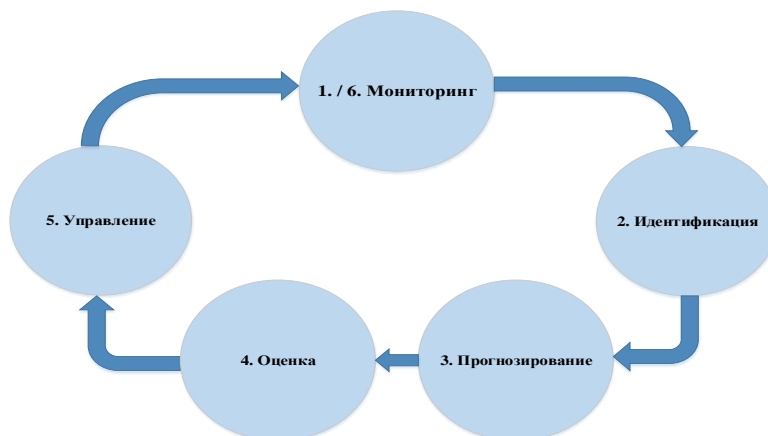 1. / 6. Мониторинг
2. Идентификация
3. Прогнозирование
4. Оценка
5. Управление